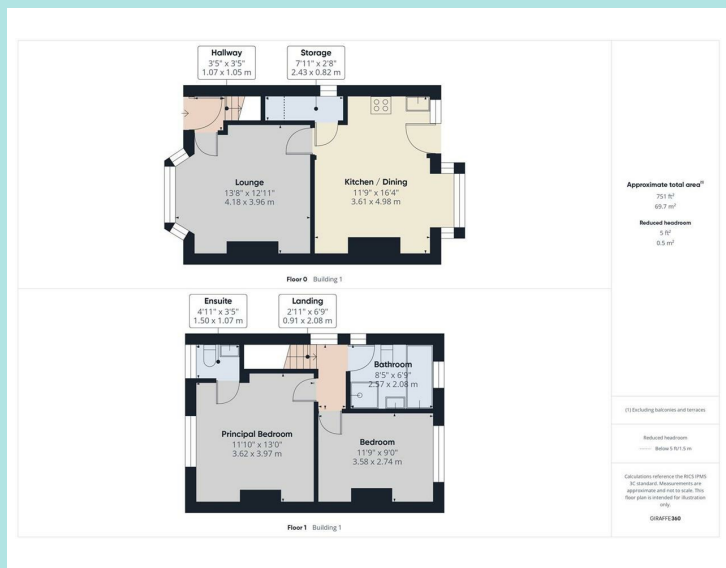 Hallway
3'5" x 3'5"
1.07 x 1.05 m
Storage
7'11" x 2'8"
2.43 x 0.82 m
Lounge
13'8" x 12'11"
4.18 x 3.96 m
Kitchen / Dining
11'9" x 16'4"
3.61 x 4.98 m
Floor 0 Building 1
Ensuite
4'11" x 3'5"
1.50 x 1.07 m
Landing
2'11" x 6'9"
0.91 x 2.08 m
Bathroom
8'5" x 6'9"
2.57 x 2.08 m
Principal Bedroom
11'10" x 13'0"
3.62 x 3.97 m
Bedroom
11'9" x 9'0"
3.58 x 2.74 m
Floor 1 Building 1
Approximate total area(1)
751 ft²
69.7 m²
Reduced headroom
5 ft²
0.5 m²
(1) Excluding balconies and terraces
Reduced headroom
Below 5 ft/1.5 m
Calculations reference the RICS IPMS
3C standard. Measurements are
approximate and not to scale. This
floor plan is intended for illustration
only.
GIRAFFE360